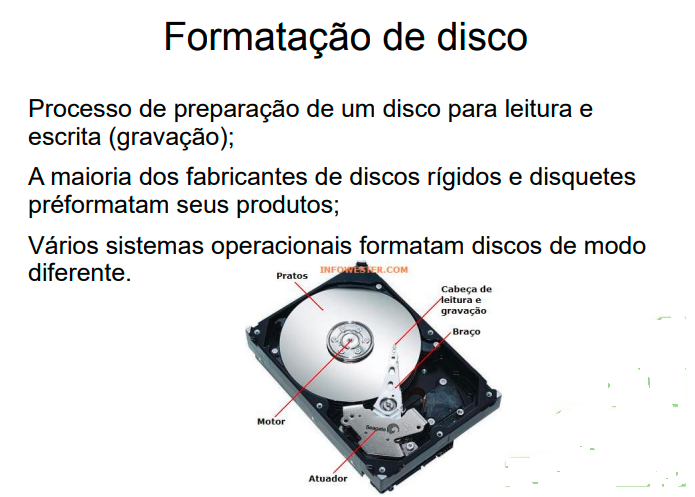 Formatação de disco
Processo de preparação de um disco para leitura e
escrita (gravação);
A maioria dos fabricantes de discos rígidos e disquetes
préformatam seus produtos;
Vários sistemas operacionais formatam discos de modo
diferente.
INFOWESTER.COM
Pratos
Cabeça de
leitura e
gravação
Braço
Motor
Seagate
Atuador